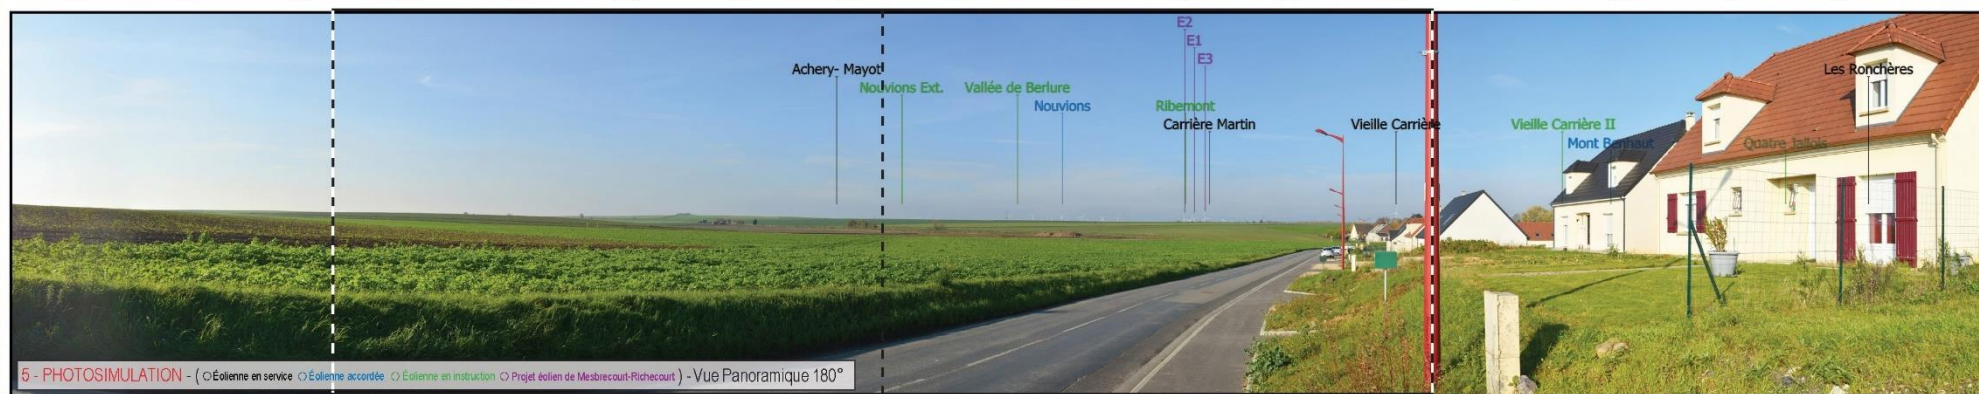 E2
E1
E3
Achery- Mayot
Les Ronchères
Nouvions Ext.
Vallée de Berlure
Nouvions
Ribemont
Carrière Martin
Vieille Carrière
Vieille Carrière II
Mont Benhaut
Quatre Jallois
5 - PHOTOSIMULATION - ( Éolienne en service Éolienne accordée Éolienne en instruction Projet éolien de Mesbrecourt-Richecourt ) - Vue Panoramique 180°